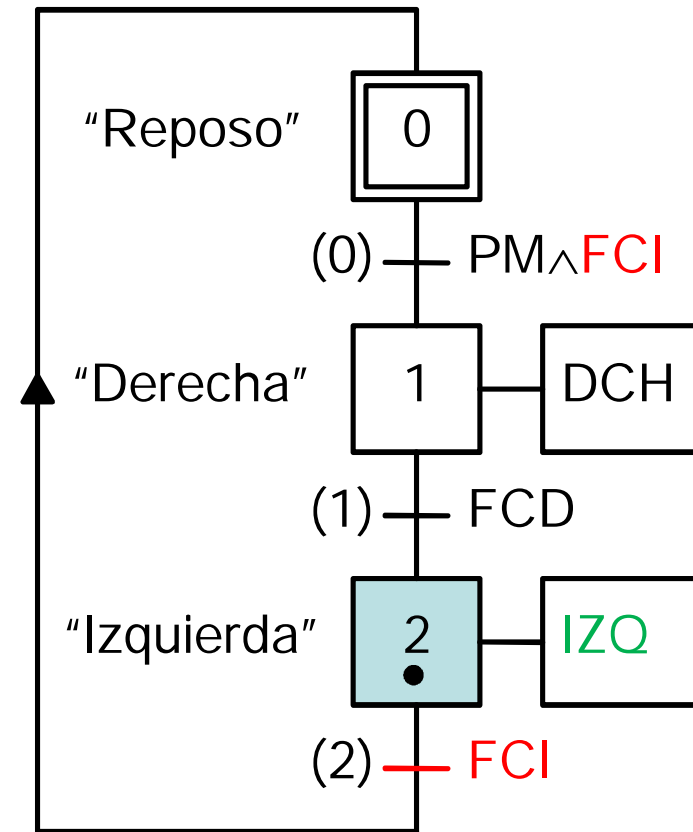 “Reposo” 0
(0) PM∧FCI
“Derecha” 1 DCH
(1) FCD
“Izquierda” 2 IZQ
(2) FCI